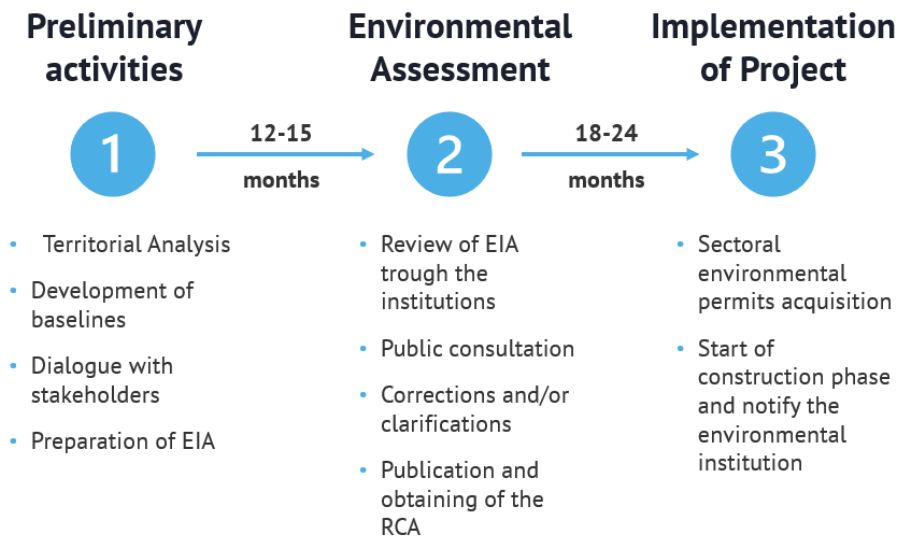 Preliminary
activities
1
• Territorial Analysis
• Development of
baselines
• Dialogue with
stakeholders
• Preparation of EIA
12-15
months
Environmental
Assessment
2
• Review of EIA
trough the
institutions
• Public consultation
• Corrections and/or
clarifications
• Publication and
obtaining of the
RCA
18-24
months
Implementation
of Project
3
• Sectoral
environmental
permits acquisition
• Start of
construction phase
and notify the
environmental
institution